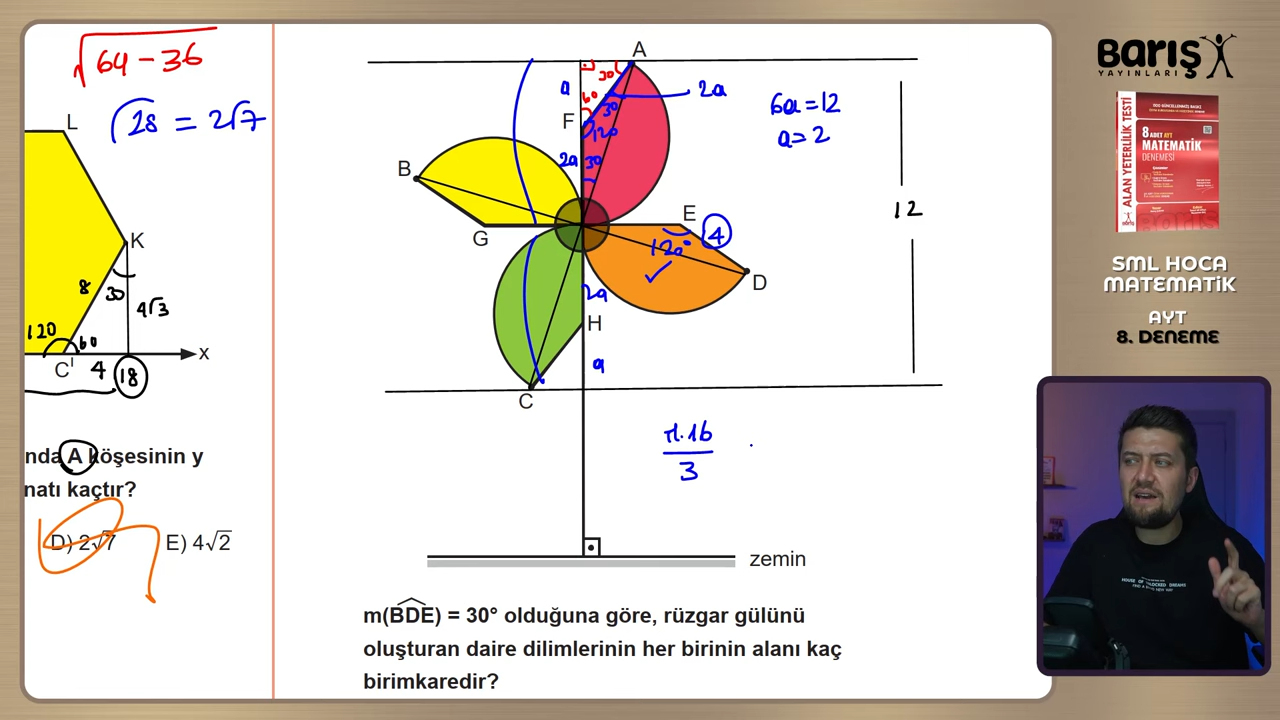 √64 - 36
√28 = 2√7
L
K
8
30
4√3
120
60
C'
4
18
x
nda A köşesinin y
natı kaçtır?
D) 2√7
E) 4√2
A
a
30
60
30
2a
F
120
2a
30
6a=12
a=2
B
G
E
4
120°
D
12
2a
H
a
C
π.16
3
zemin
m(BDE) = 30° olduğuna göre, rüzgar gülünü
oluşturan daire dilimlerinin her birinin alanı kaç
birimkaredir?
BARIŞ
YAYINLARI
ALAN YETERLİLİK TESTİ
8 ADET AYT
MATEMATİK
DENEMESİ
SML HOCA
MATEMATİK
AYT
8. DENEME